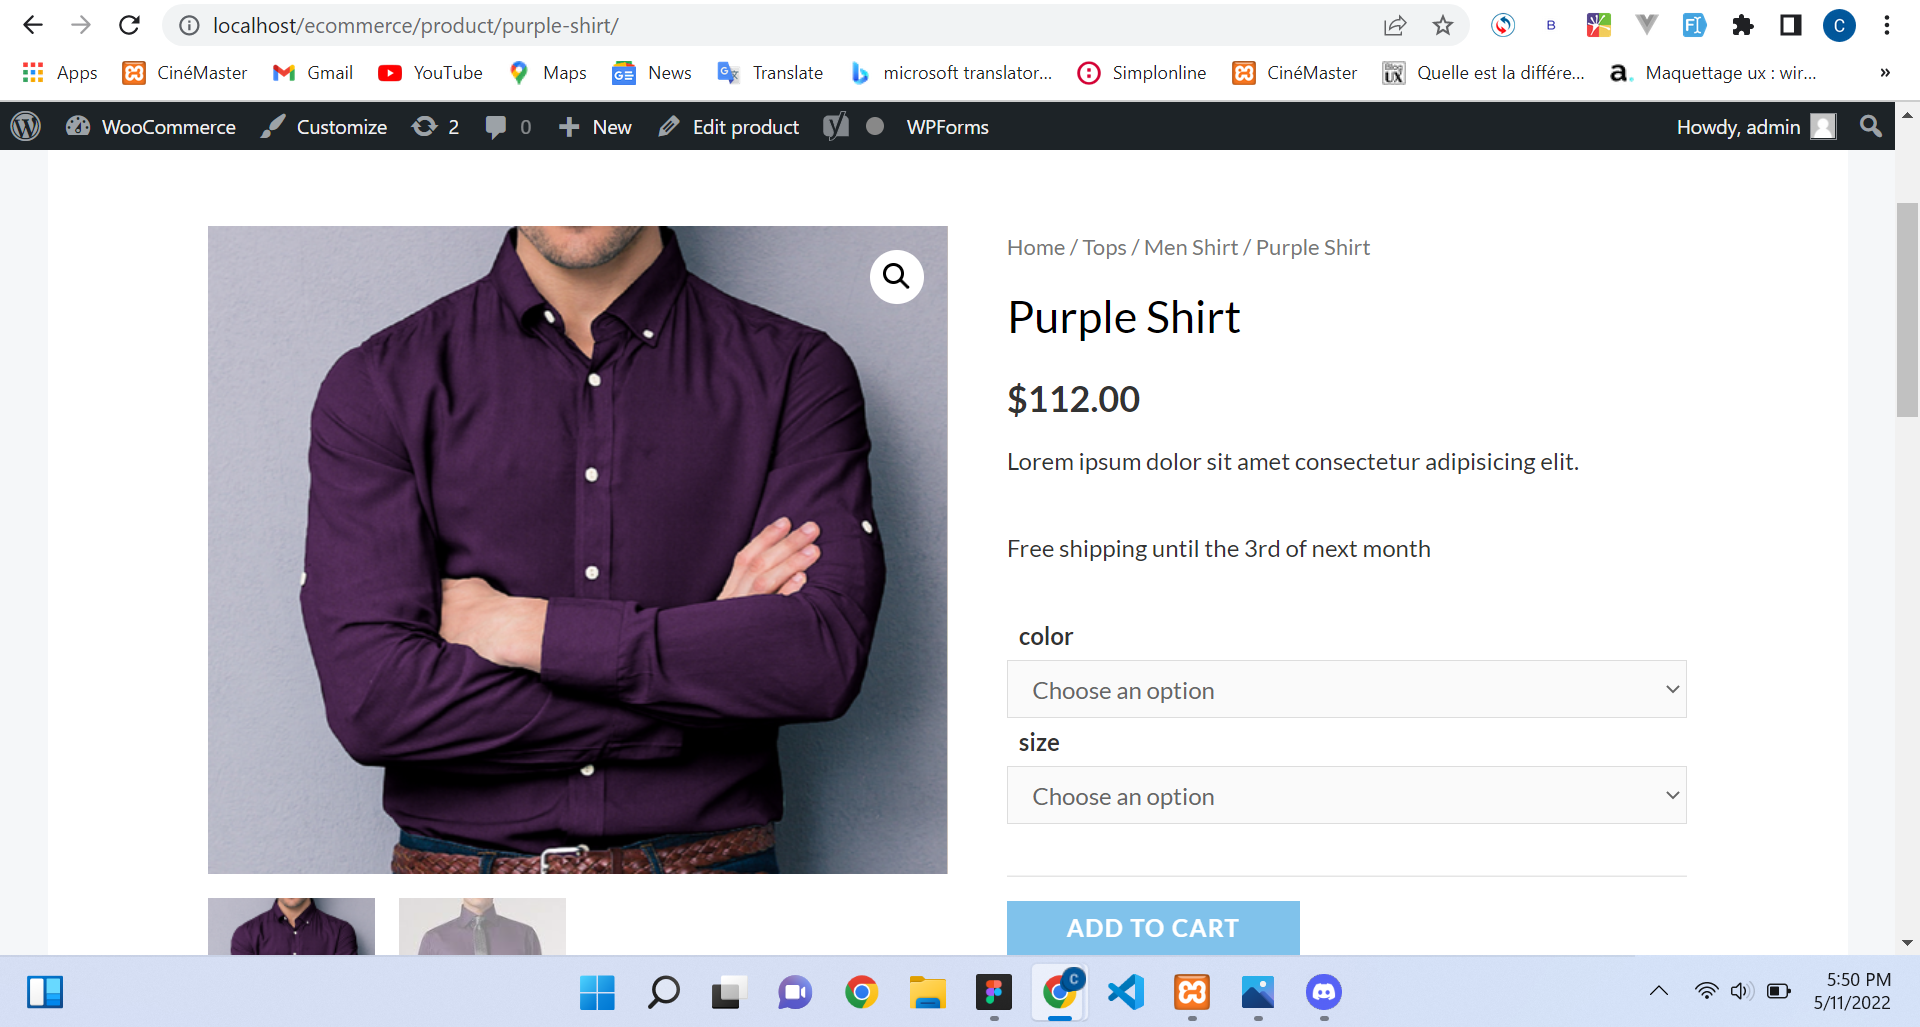 localhost/ecommerce/product/purple-shirt/
B
C
Apps CinéMaster Gmail YouTube Maps News Translate microsoft translator... Simplonline CinéMaster Blog UX Quelle est la différe... a. Maquettage ux : wir... »
WooCommerce Customize 2 0 New Edit product WPForms Howdy, admin
Home / Tops / Men Shirt / Purple Shirt
Purple Shirt
$112.00
Lorem ipsum dolor sit amet consectetur adipisicing elit.
Free shipping until the 3rd of next month
color
Choose an option
size
Choose an option
ADD TO CART
C
5:50 PM
5/11/2022